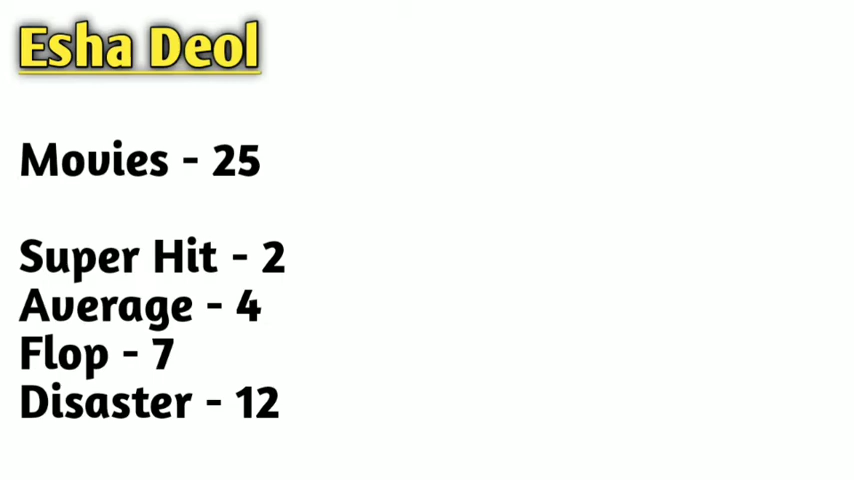 Esha Deol
Movies - 25
Super Hit - 2
Average - 4
Flop - 7
Disaster - 12